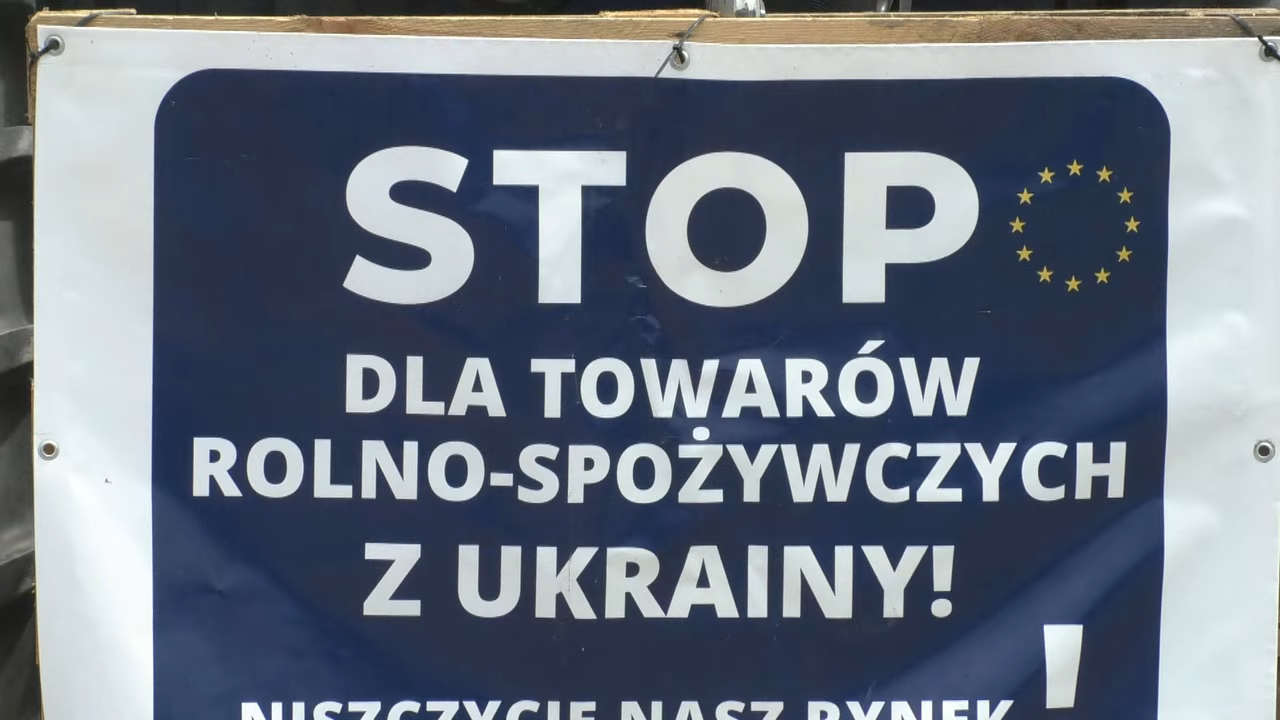 STOP
DLA TOWARÓW
ROLNO-SPOŻYWCZYCH
Z UKRAINY!
NISZCZYCIE NASZ RYNEK !